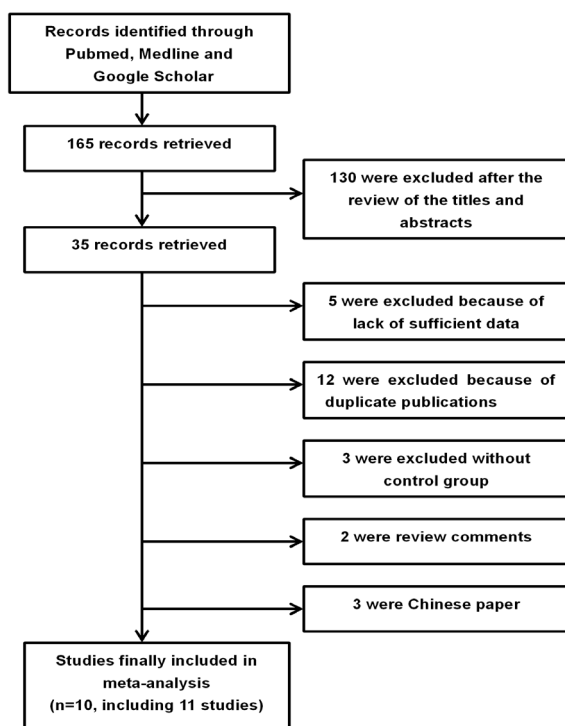 Records identified through
Pubmed, Medline and
Google Scholar
165 records retrieved
130 were excluded after the
review of the titles and
abstracts
35 records retrieved
5 were excluded because of
lack of sufficient data
12 were excluded because of
duplicate publications
3 were excluded without
control group
2 were review comments
3 were Chinese paper
Studies finally included in
meta-analysis
(n=10, including 11 studies)